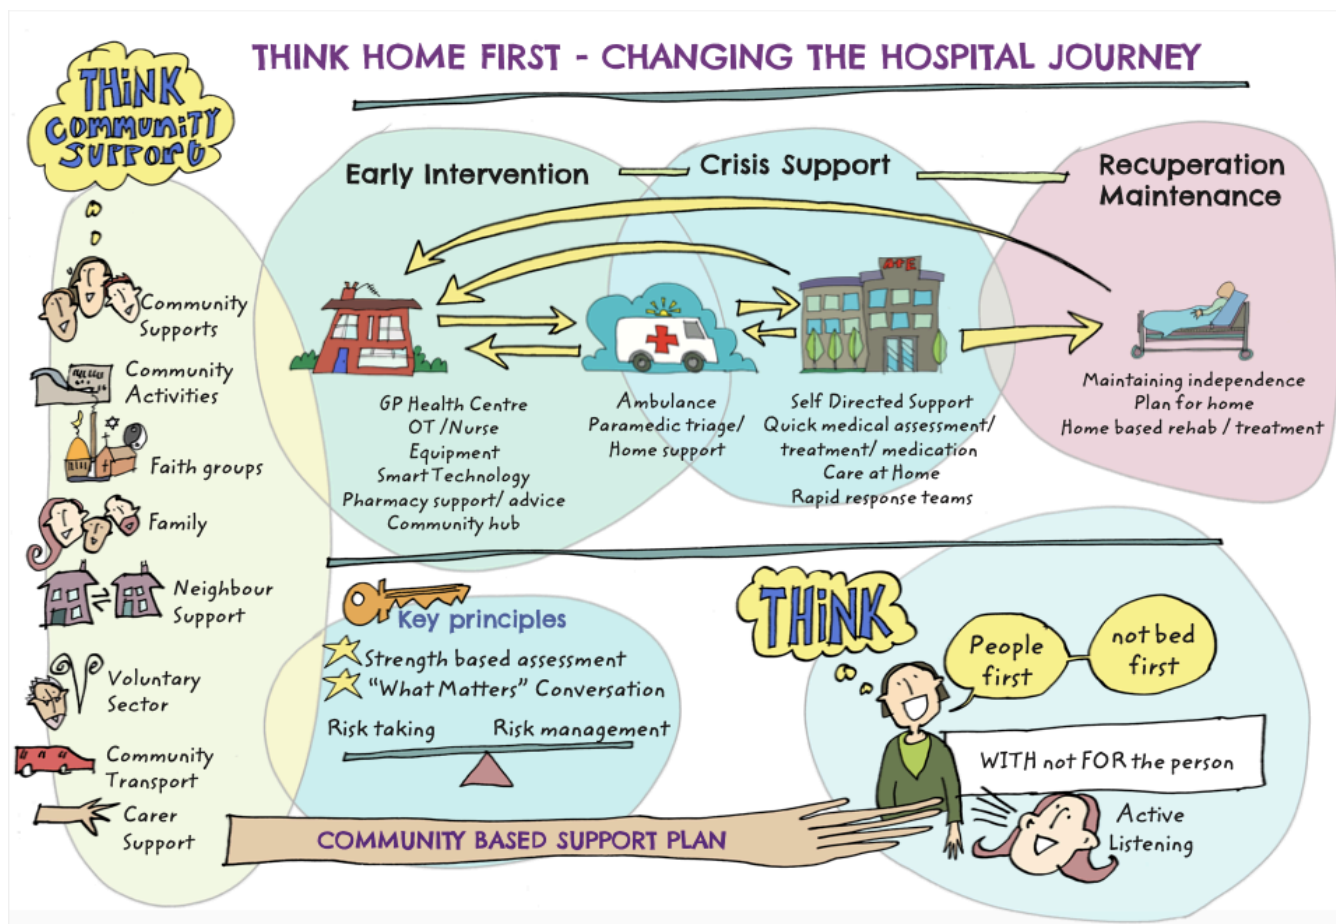 THINK HOME FIRST - CHANGING THE HOSPITAL JOURNEY
THiNK
COMMUNiTY
SUPPORT
Community
Supports
Community
Activities
Faith groups
Family
Neighbour
Support
Voluntary
Sector
Community
Transport
Carer
Support
Early Intervention
Crisis Support
Recuperation
Maintenance
A+E
GP Health Centre
OT /Nurse
Equipment
Smart Technology
Pharmacy support/ advice
Community hub
Ambulance
Paramedic triage/
Home support
Self Directed Support
Quick medical assessment/
treatment/ medication
Care at Home
Rapid response teams
Maintaining independence
Plan for home
Home based rehab / treatment
Key principles
Strength based assessment
"What Matters" Conversation
Risk taking
Risk management
COMMUNITY BASED SUPPORT PLAN
THiNK
People
first
not bed
first
WITH not FOR the person
Active
Listening